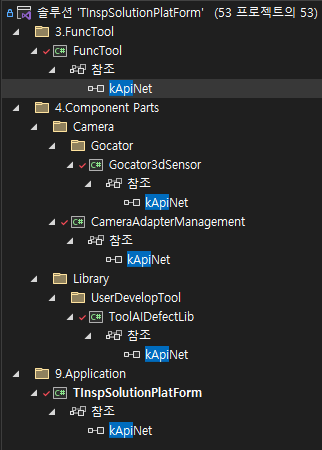 솔루션 'TInspSolutionPlatForm' (53 프로젝트의 53)
3.FuncTool
C# FuncTool
참조
kApiNet
4.Component Parts
Camera
Gocator
C# Gocator3dSensor
참조
kApiNet
C# CameraAdapterManagement
참조
kApiNet
Library
UserDevelopTool
C# ToolAIDefectLib
참조
kApiNet
9.Application
C# TInspSolutionPlatForm
참조
kApiNet